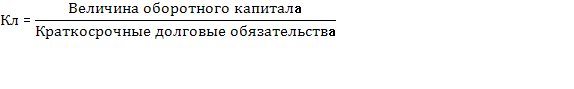 Кл = Величина оборотного капитала
Краткосрочные долговые обязательства